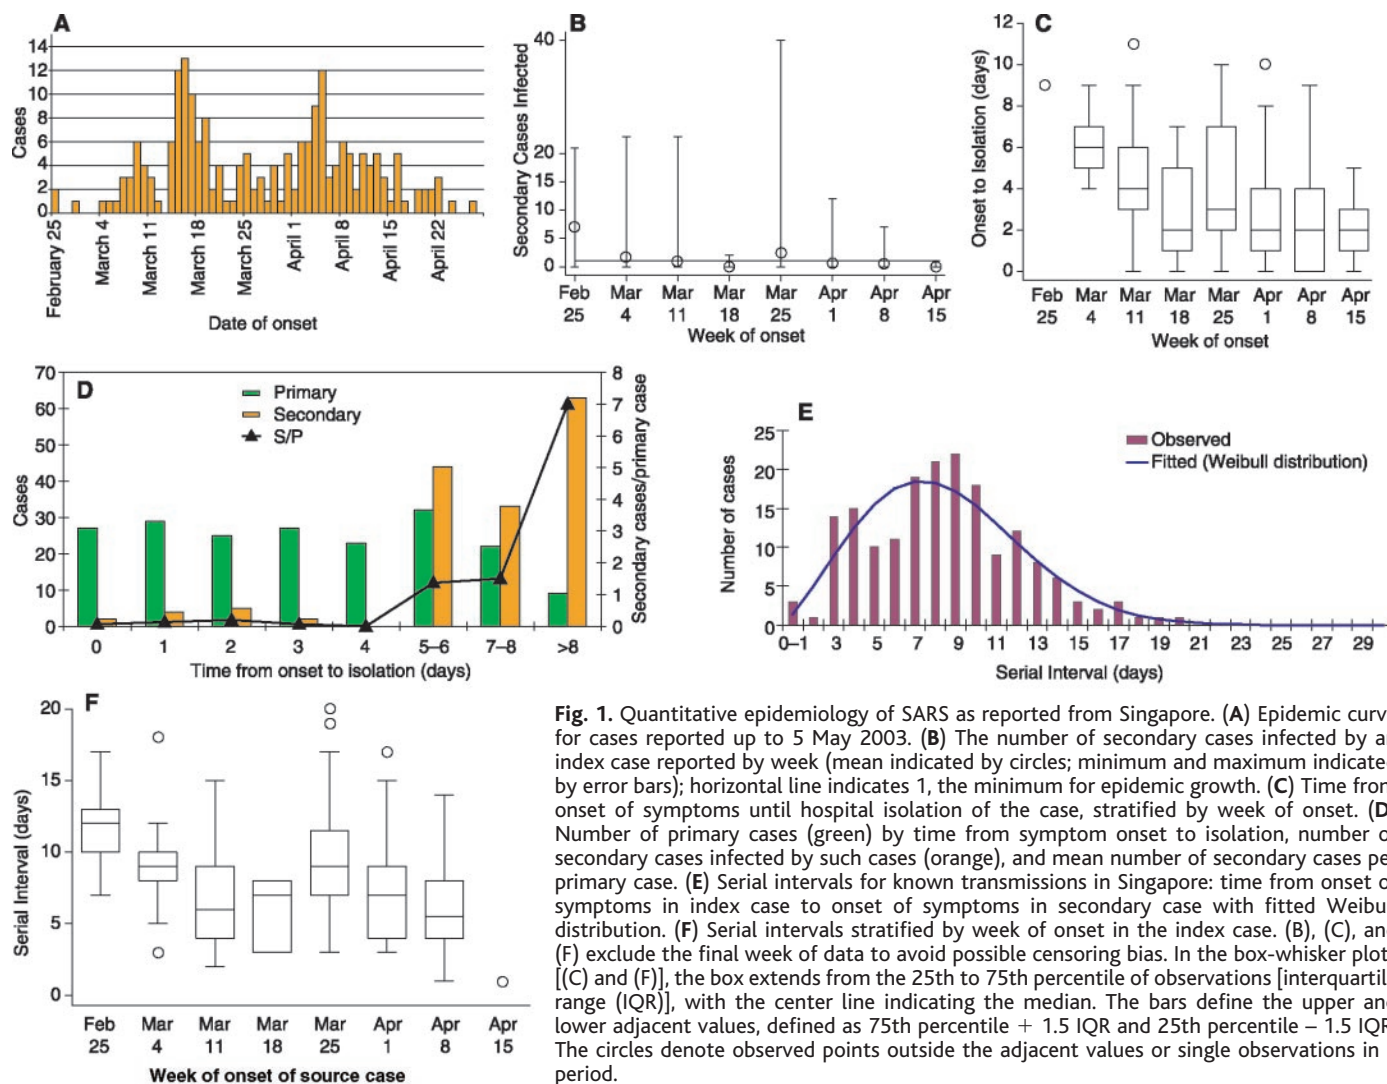 A
14
12
10
8
6
4
2
0
Cases
February 25
March 4
March 11
March 18
March 25
April 1
April 8
April 15
April 22
Date of onset
B
40
20
15
10
5
0
Secondary Cases Infected
Feb 25
Mar 4
Mar 11
Mar 18
Mar 25
Apr 1
Apr 8
Apr 15
Week of onset
C
12
10
8
6
4
2
0
Onset to Isolation (days)
Feb 25
Mar 4
Mar 11
Mar 18
Mar 25
Apr 1
Apr 8
Apr 15
Week of onset
D
70
60
50
40
30
20
10
0
Cases
Primary
Secondary
S/P
8
7
6
5
4
3
2
1
0
Secondary cases/primary case
0 1 2 3 4 5–6 7–8 >8
Time from onset to isolation (days)
E
25
20
15
10
5
0
Number of cases
Observed
Fitted (Weibull distribution)
0–1 3 5 7 9 11 13 15 17 19 21 23 25 27 29
Serial Interval (days)
F
20
15
10
5
0
Serial Interval (days)
Feb 25
Mar 4
Mar 11
Mar 18
Mar 25
Apr 1
Apr 8
Apr 15
Week of onset of source case
Fig. 1. Quantitative epidemiology of SARS as reported from Singapore. (A) Epidemic curv
for cases reported up to 5 May 2003. (B) The number of secondary cases infected by a
index case reported by week (mean indicated by circles; minimum and maximum indicate
by error bars); horizontal line indicates 1, the minimum for epidemic growth. (C) Time from
onset of symptoms until hospital isolation of the case, stratified by week of onset. (D
Number of primary cases (green) by time from symptom onset to isolation, number o
secondary cases infected by such cases (orange), and mean number of secondary cases pe
primary case. (E) Serial intervals for known transmissions in Singapore: time from onset o
symptoms in index case to onset of symptoms in secondary case with fitted Weibu
distribution. (F) Serial intervals stratified by week of onset in the index case. (B), (C), an
(F) exclude the final week of data to avoid possible censoring bias. In the box-whisker plot
[(C) and (F)], the box extends from the 25th to 75th percentile of observations [interquartil
range (IQR)], with the center line indicating the median. The bars define the upper an
lower adjacent values, defined as 75th percentile + 1.5 IQR and 25th percentile – 1.5 IQR
The circles denote observed points outside the adjacent values or single observations in
period.